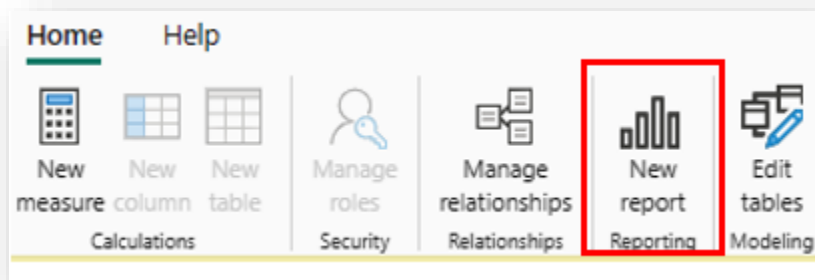 Home Help
New New New Manage Manage New Edit
measure column table roles relationships report tables
Calculations Security Relationships Reporting Modeling